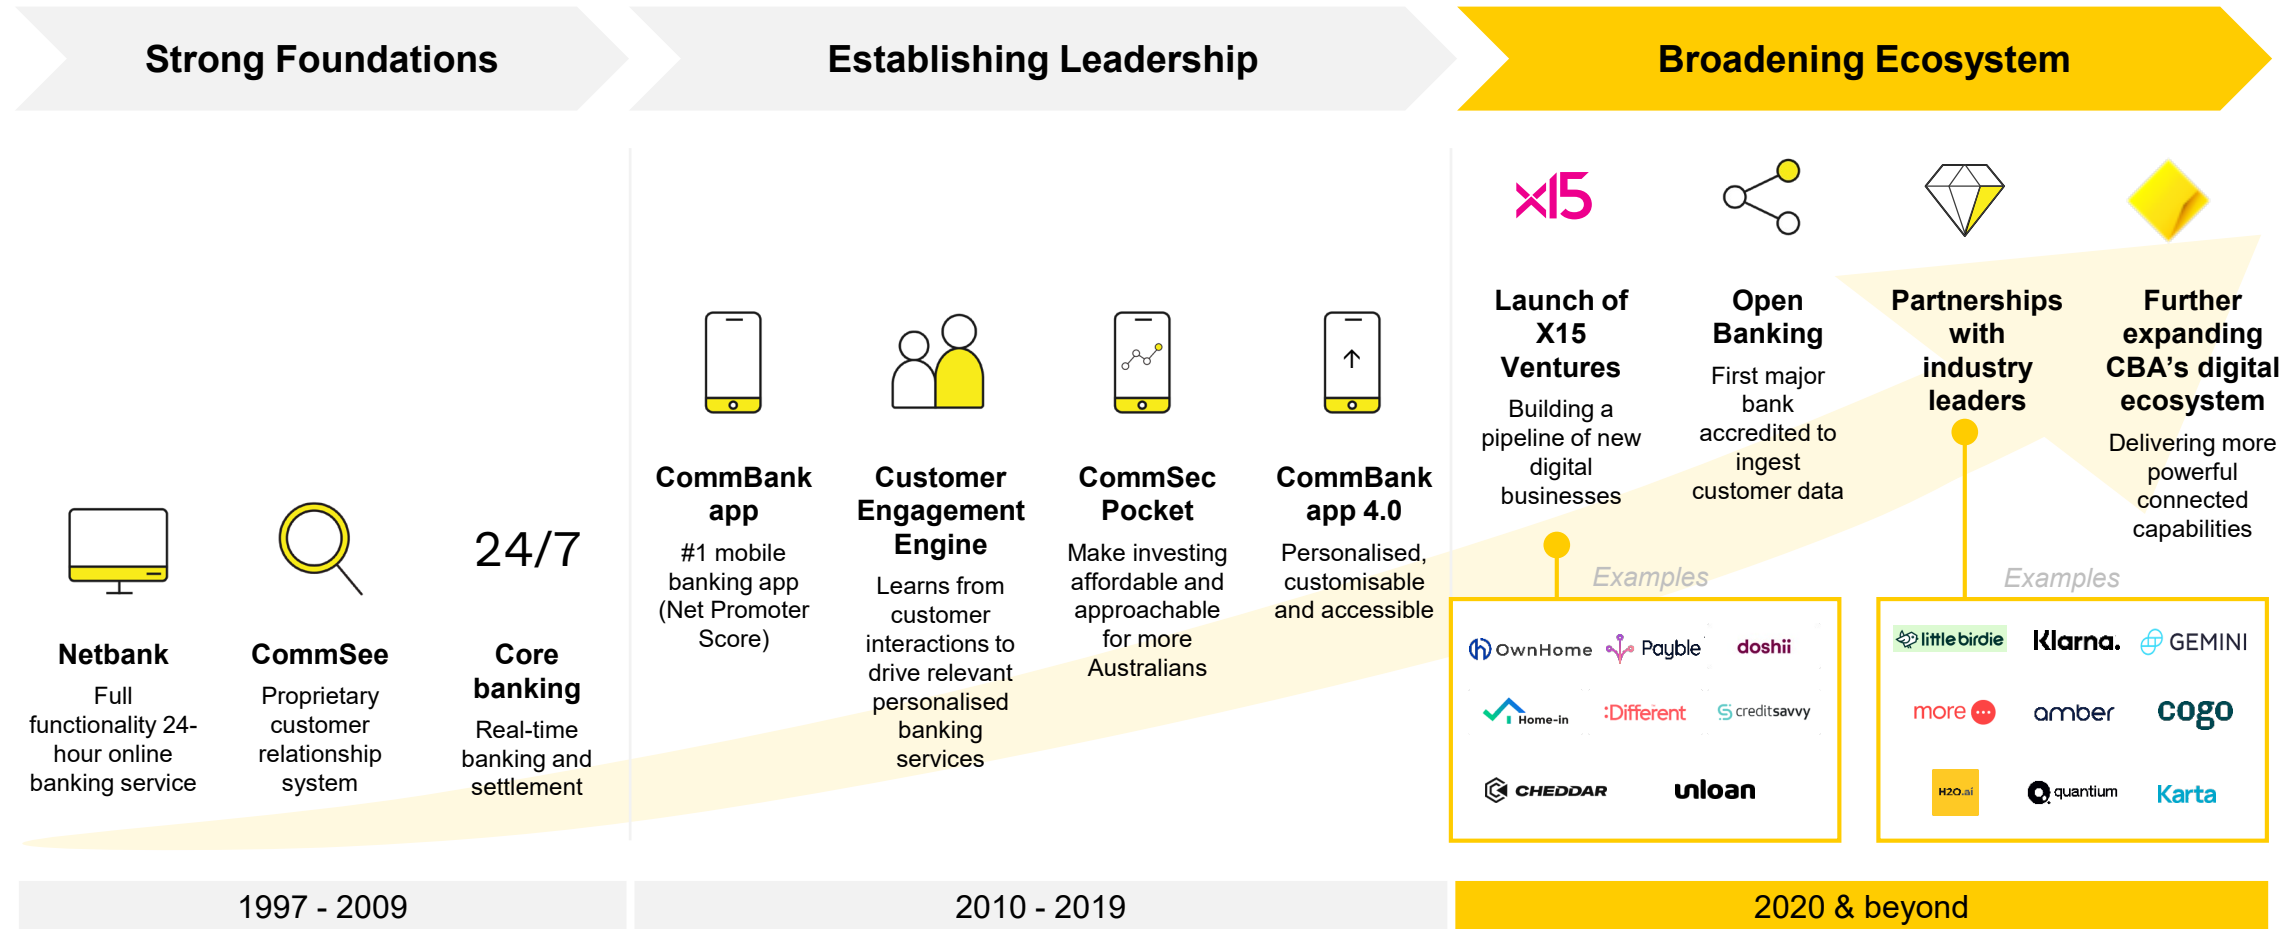 Strong Foundations
Establishing Leadership
Broadening Ecosystem
24/7
Netbank
Full
functionality 24-
hour online
banking service
CommSee
Proprietary
customer
relationship
system
Core
banking
Real-time
banking and
settlement
CommBank
app
#1 mobile
banking app
(Net Promoter
Score)
Customer
Engagement
Engine
Learns from
customer
interactions to
drive relevant
personalised
banking
services
CommSec
Pocket
Make investing
affordable and
approachable
for more
Australians
CommBank
app 4.0
Personalised,
customisable
and accessible
x15
Launch of
X15
Ventures
Building a
pipeline of new
digital
businesses
Open
Banking
First major
bank
accredited to
ingest
customer data
Partnerships
with
industry
leaders
Further
expanding
CBA’s digital
ecosystem
Delivering more
powerful
connected
capabilities
Examples
OwnHome
Payble
doshii
Home-in
:Different
creditsavvy
CHEDDAR
unloan
Examples
little birdie
Klarna.
GEMINI
more
amber
cogo
H2O.ai
quantium
Karta
1997 - 2009
2010 - 2019
2020 & beyond